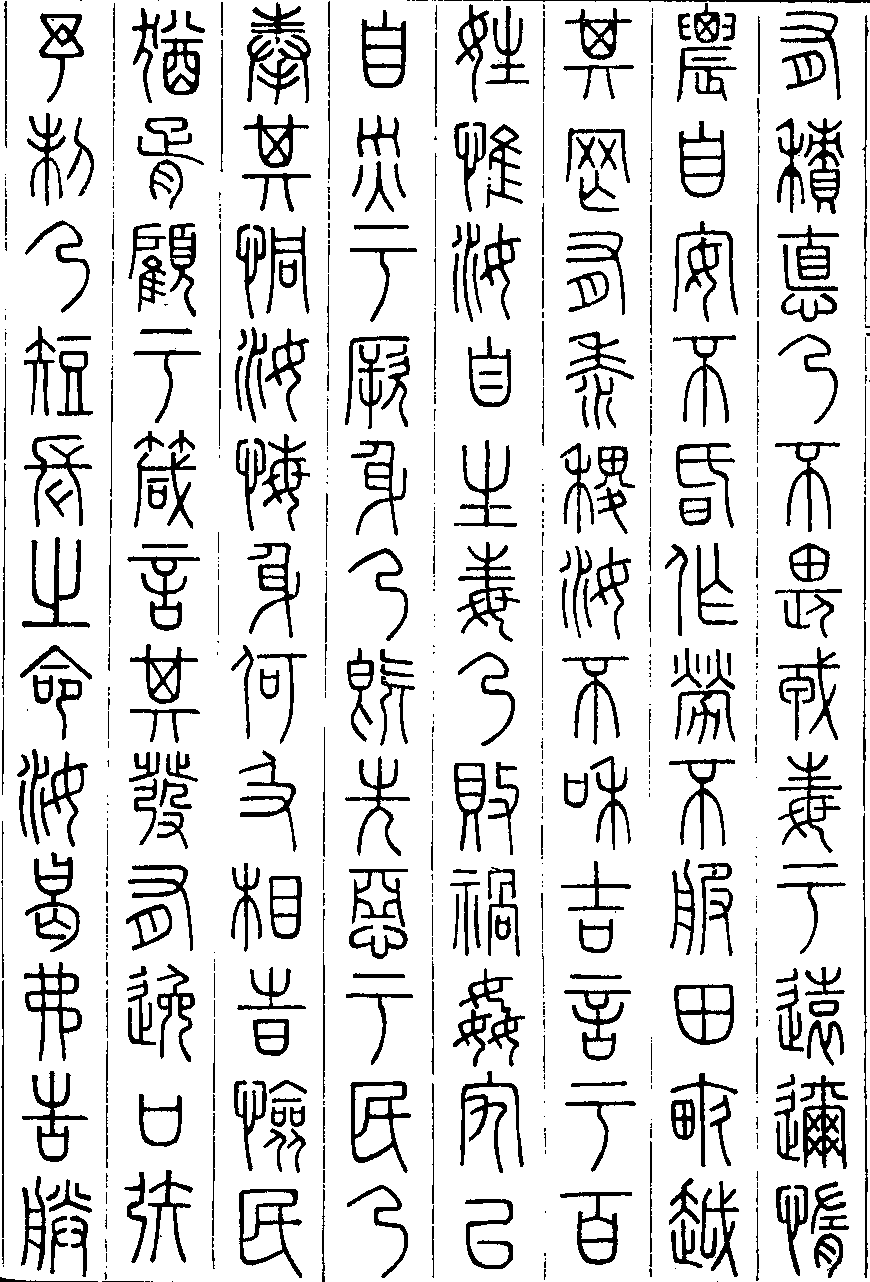 有積德乃不畏戎毒于遠邇惰
農自安不昏作勞不服田畝越
其罔有黍稷汝不和吉言于百
姓惟汝自生毒乃敗禍姦宄以
自災于厥身乃既先惡于民乃
奉其恫汝悔身何及相時憸民
猶胥顧于箴言其發有逸口矧
予制乃短長之命汝曷弗告朕